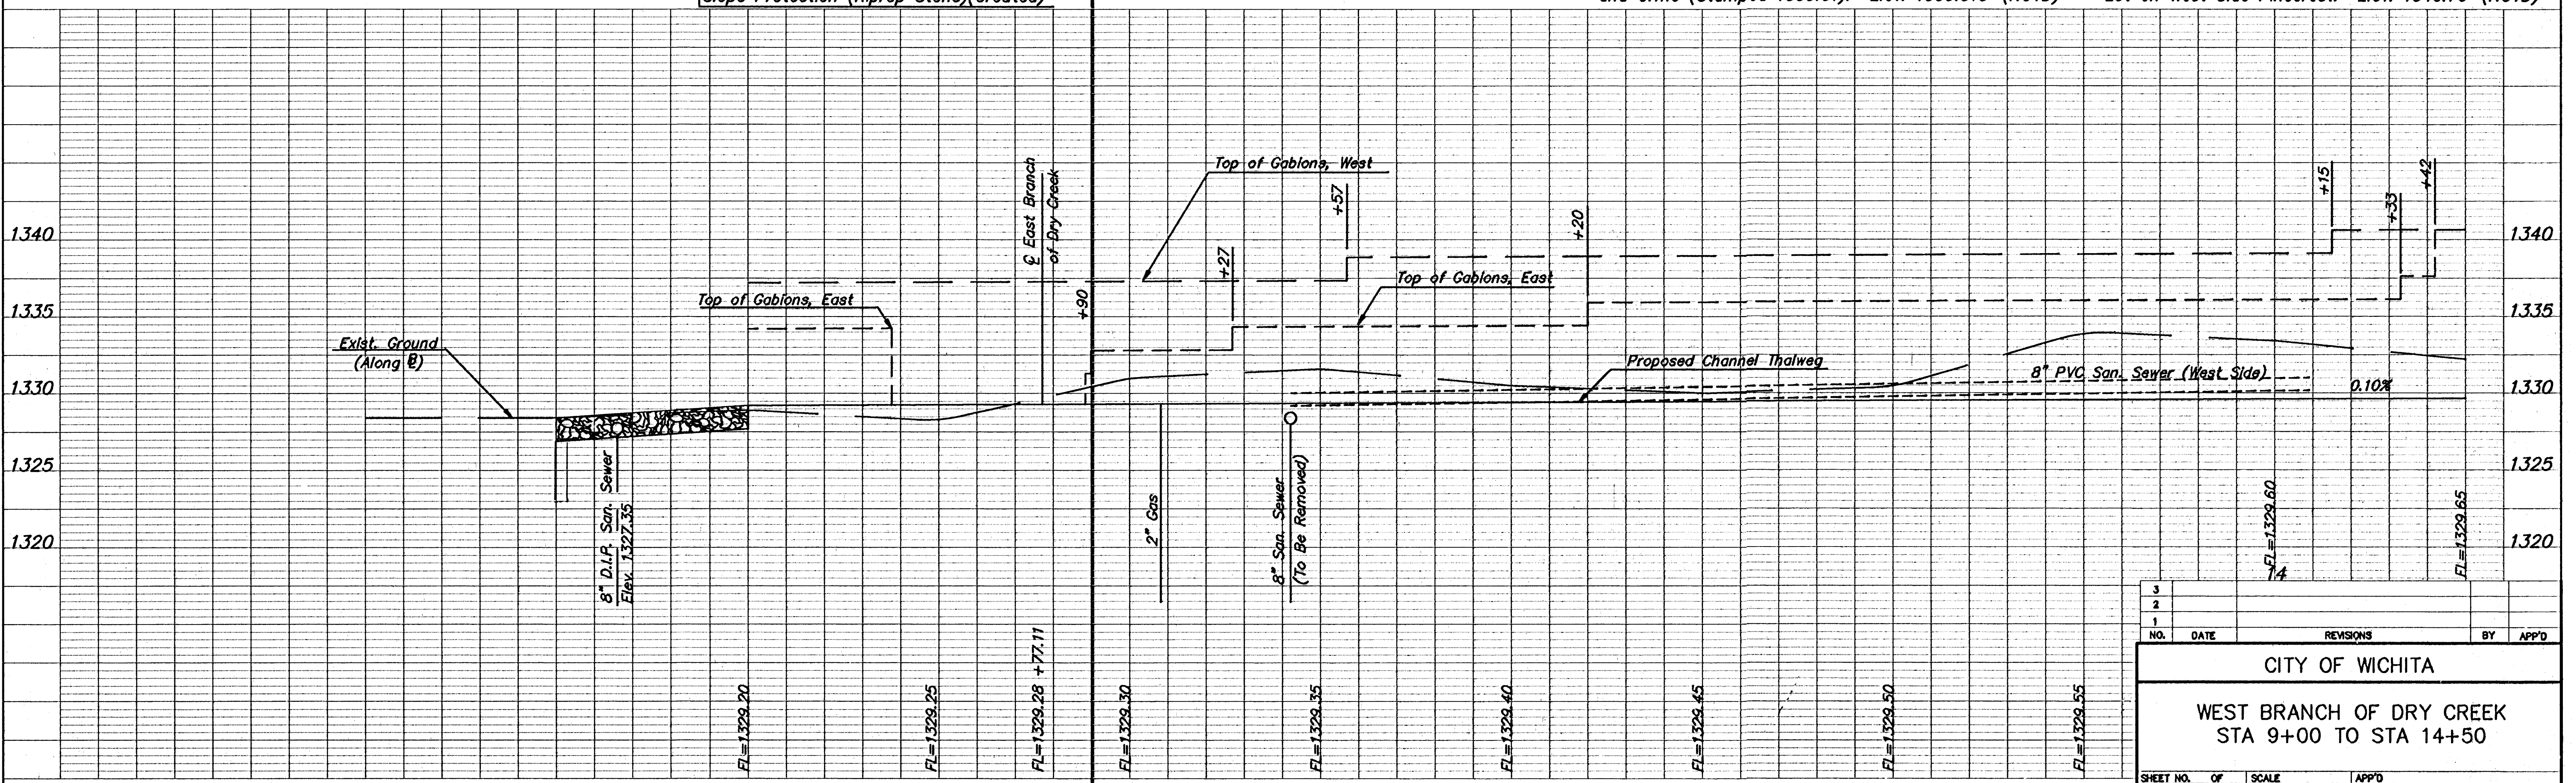 Slope Protection (Riprap Stone)(Grouted)
1340
1335
1330
1325
1320
Exist. Ground
(Along ℄)
8" D.I.P. San. Sewer
Elev. 1327.35
Top of Gabions, East
℄ East Branch
of Dry Creek
+90
Top of Gabions, West
+27
+57
Top of Gabions, East
+20
Proposed Channel Thalweg
8" PVC San. Sewer (West Side)
0.10%
+15
+33
+42
2" Gas
8" San. Sewer
(To Be Removed)
1340
1335
1330
1325
1320
FL=1329.20
FL=1329.25
FL=1329.28 +77.11
FL=1329.30
FL=1329.35
FL=1329.40
FL=1329.45
FL=1329.50
FL=1329.55
FL=1329.60
FL=1329.65
14
3
2
1
NO. DATE REVISIONS BY APP'D
CITY OF WICHITA
WEST BRANCH OF DRY CREEK
STA 9+00 TO STA 14+50
SHEET NO. OF SCALE APP'D